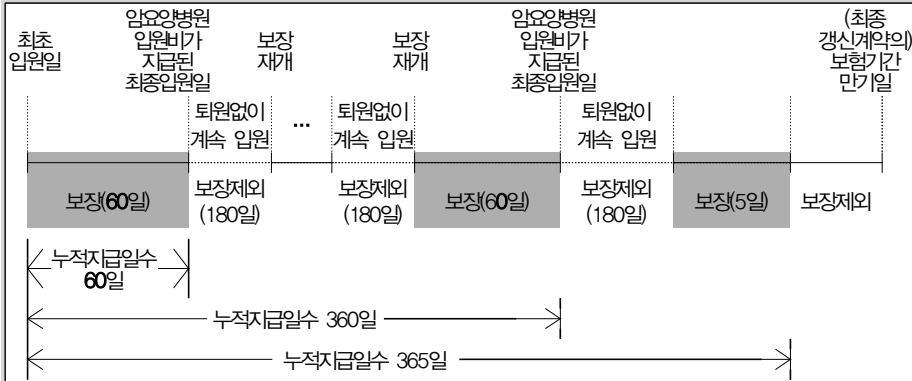 최초
입원일
암요양병원
입원비가
지급된
최종입원일
보장
재개
보장
재개
암요양병원
입원비가
지급된
최종입원일
(최종
갱신계약의)
보험기간
만기일
퇴원없이
계속 입원
...
퇴원없이
계속 입원
퇴원없이
계속 입원
보장(60일)
보장제외
(180일)
보장제외
(180일)
보장(60일)
보장제외
(180일)
보장(5일)
보장제외
누적지급일수
60일
누적지급일수 360일
누적지급일수 365일